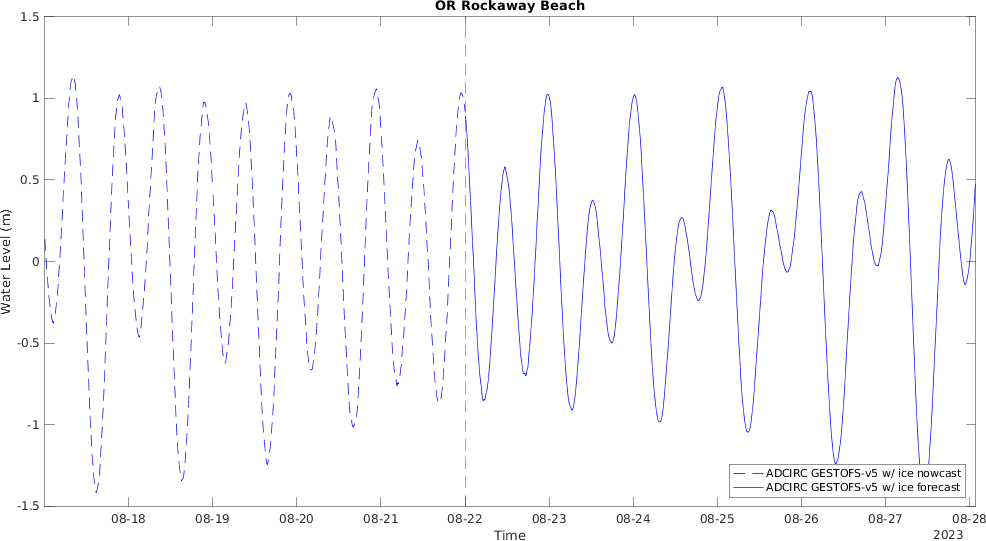 OR Rockaway Beach
1.5
1
0.5
0
-0.5
-1
-1.5
Water Level (m)
08-18 08-19 08-20 08-21 08-22 08-23 08-24 08-25 08-26 08-27 08-28
Time
2023
ADCIRC GESTOFS-v5 w/ ice nowcast
ADCIRC GESTOFS-v5 w/ ice forecast